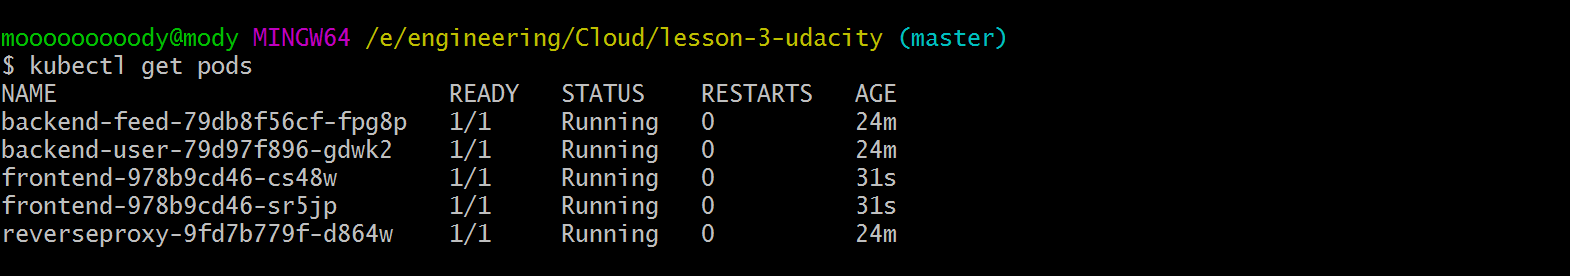 mooooooooody@mody MINGW64 /e/engineering/Cloud/lesson-3-udacity (master)
$ kubectl get pods
NAME READY STATUS RESTARTS AGE
backend-feed-79db8f56cf-fpg8p 1/1 Running 0 24m
backend-user-79d97f896-gdwk2 1/1 Running 0 24m
frontend-978b9cd46-cs48w 1/1 Running 0 31s
frontend-978b9cd46-sr5jp 1/1 Running 0 31s
reverseproxy-9fd7b779f-d864w 1/1 Running 0 24m